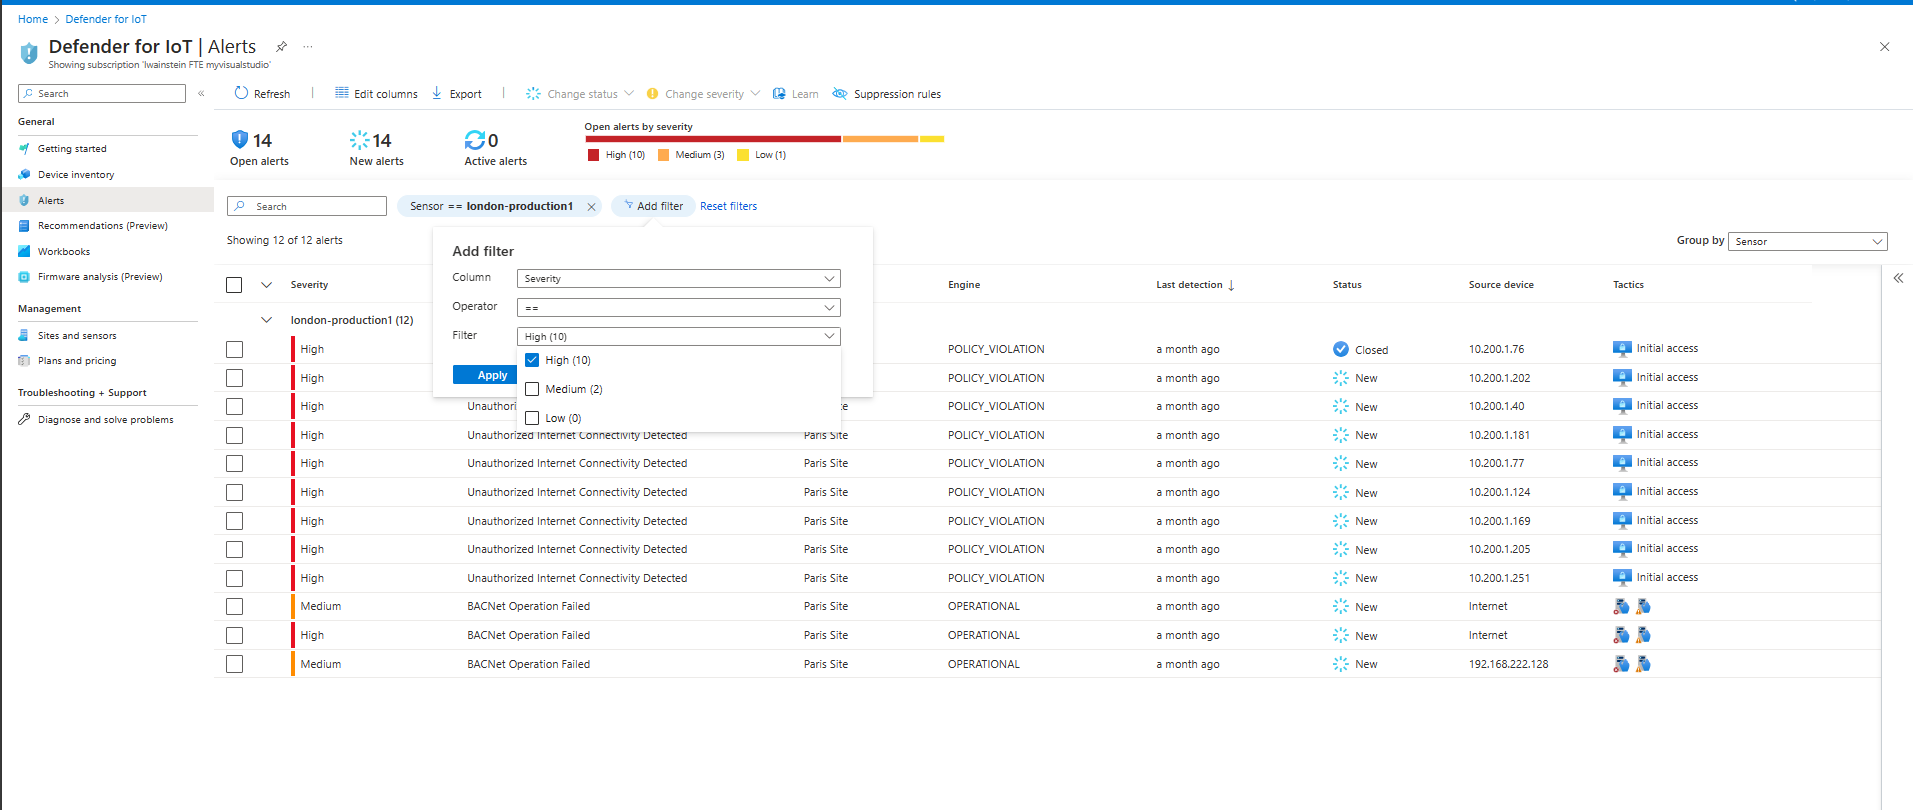 Home > Defender for IoT
Defender for IoT | Alerts ...
Showing subscription 'lwainstein FTE myvisualstudio'
Search «
General
Getting started
Device inventory
Alerts
Recommendations (Preview)
Workbooks
Firmware analysis (Preview)
Management
Sites and sensors
Plans and pricing
Troubleshooting + Support
Diagnose and solve problems
Refresh | Edit columns Export | Change status Change severity Learn Suppression rules
14 14 0
Open alerts New alerts Active alerts
Open alerts by severity
High (10) Medium (3) Low (1)
Search Sensor == london-production1 Add filter Reset filters
Showing 12 of 12 alerts
Group by Sensor
Add filter
Column Severity
Operator ==
Filter High (10)
High (10)
Medium (2)
Low (0)
Apply
Severity Engine Last detection ↓ Status Source device Tactics
london-production1 (12)
High POLICY_VIOLATION a month ago Closed 10.200.1.76 Initial access
High POLICY_VIOLATION a month ago New 10.200.1.202 Initial access
High Unauthori POLICY_VIOLATION a month ago New 10.200.1.40 Initial access
High Unauthorized Internet Connectivity Detected Paris Site POLICY_VIOLATION a month ago New 10.200.1.181 Initial access
High Unauthorized Internet Connectivity Detected Paris Site POLICY_VIOLATION a month ago New 10.200.1.77 Initial access
High Unauthorized Internet Connectivity Detected Paris Site POLICY_VIOLATION a month ago New 10.200.1.124 Initial access
High Unauthorized Internet Connectivity Detected Paris Site POLICY_VIOLATION a month ago New 10.200.1.169 Initial access
High Unauthorized Internet Connectivity Detected Paris Site POLICY_VIOLATION a month ago New 10.200.1.205 Initial access
High Unauthorized Internet Connectivity Detected Paris Site POLICY_VIOLATION a month ago New 10.200.1.251 Initial access
Medium BACNet Operation Failed Paris Site OPERATIONAL a month ago New Internet
High BACNet Operation Failed Paris Site OPERATIONAL a month ago New Internet
Medium BACNet Operation Failed Paris Site OPERATIONAL a month ago New 192.168.222.128